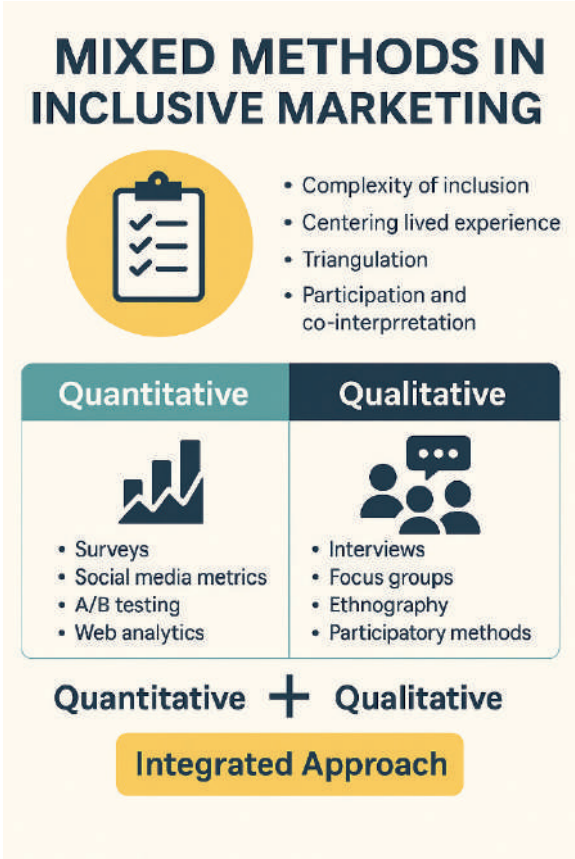 MIXED METHODS IN
INCLUSIVE MARKETING
• Complexity of inclusion
• Centering lived experience
• Triangulation
• Participation and
co-interprretation
Quantitative
• Surveys
• Social media metrics
• A/B testing
• Web analytics
Qualitative
• Interviews
• Focus groups
• Ethnography
• Participatory methods
Quantitative + Qualitative
Integrated Approach